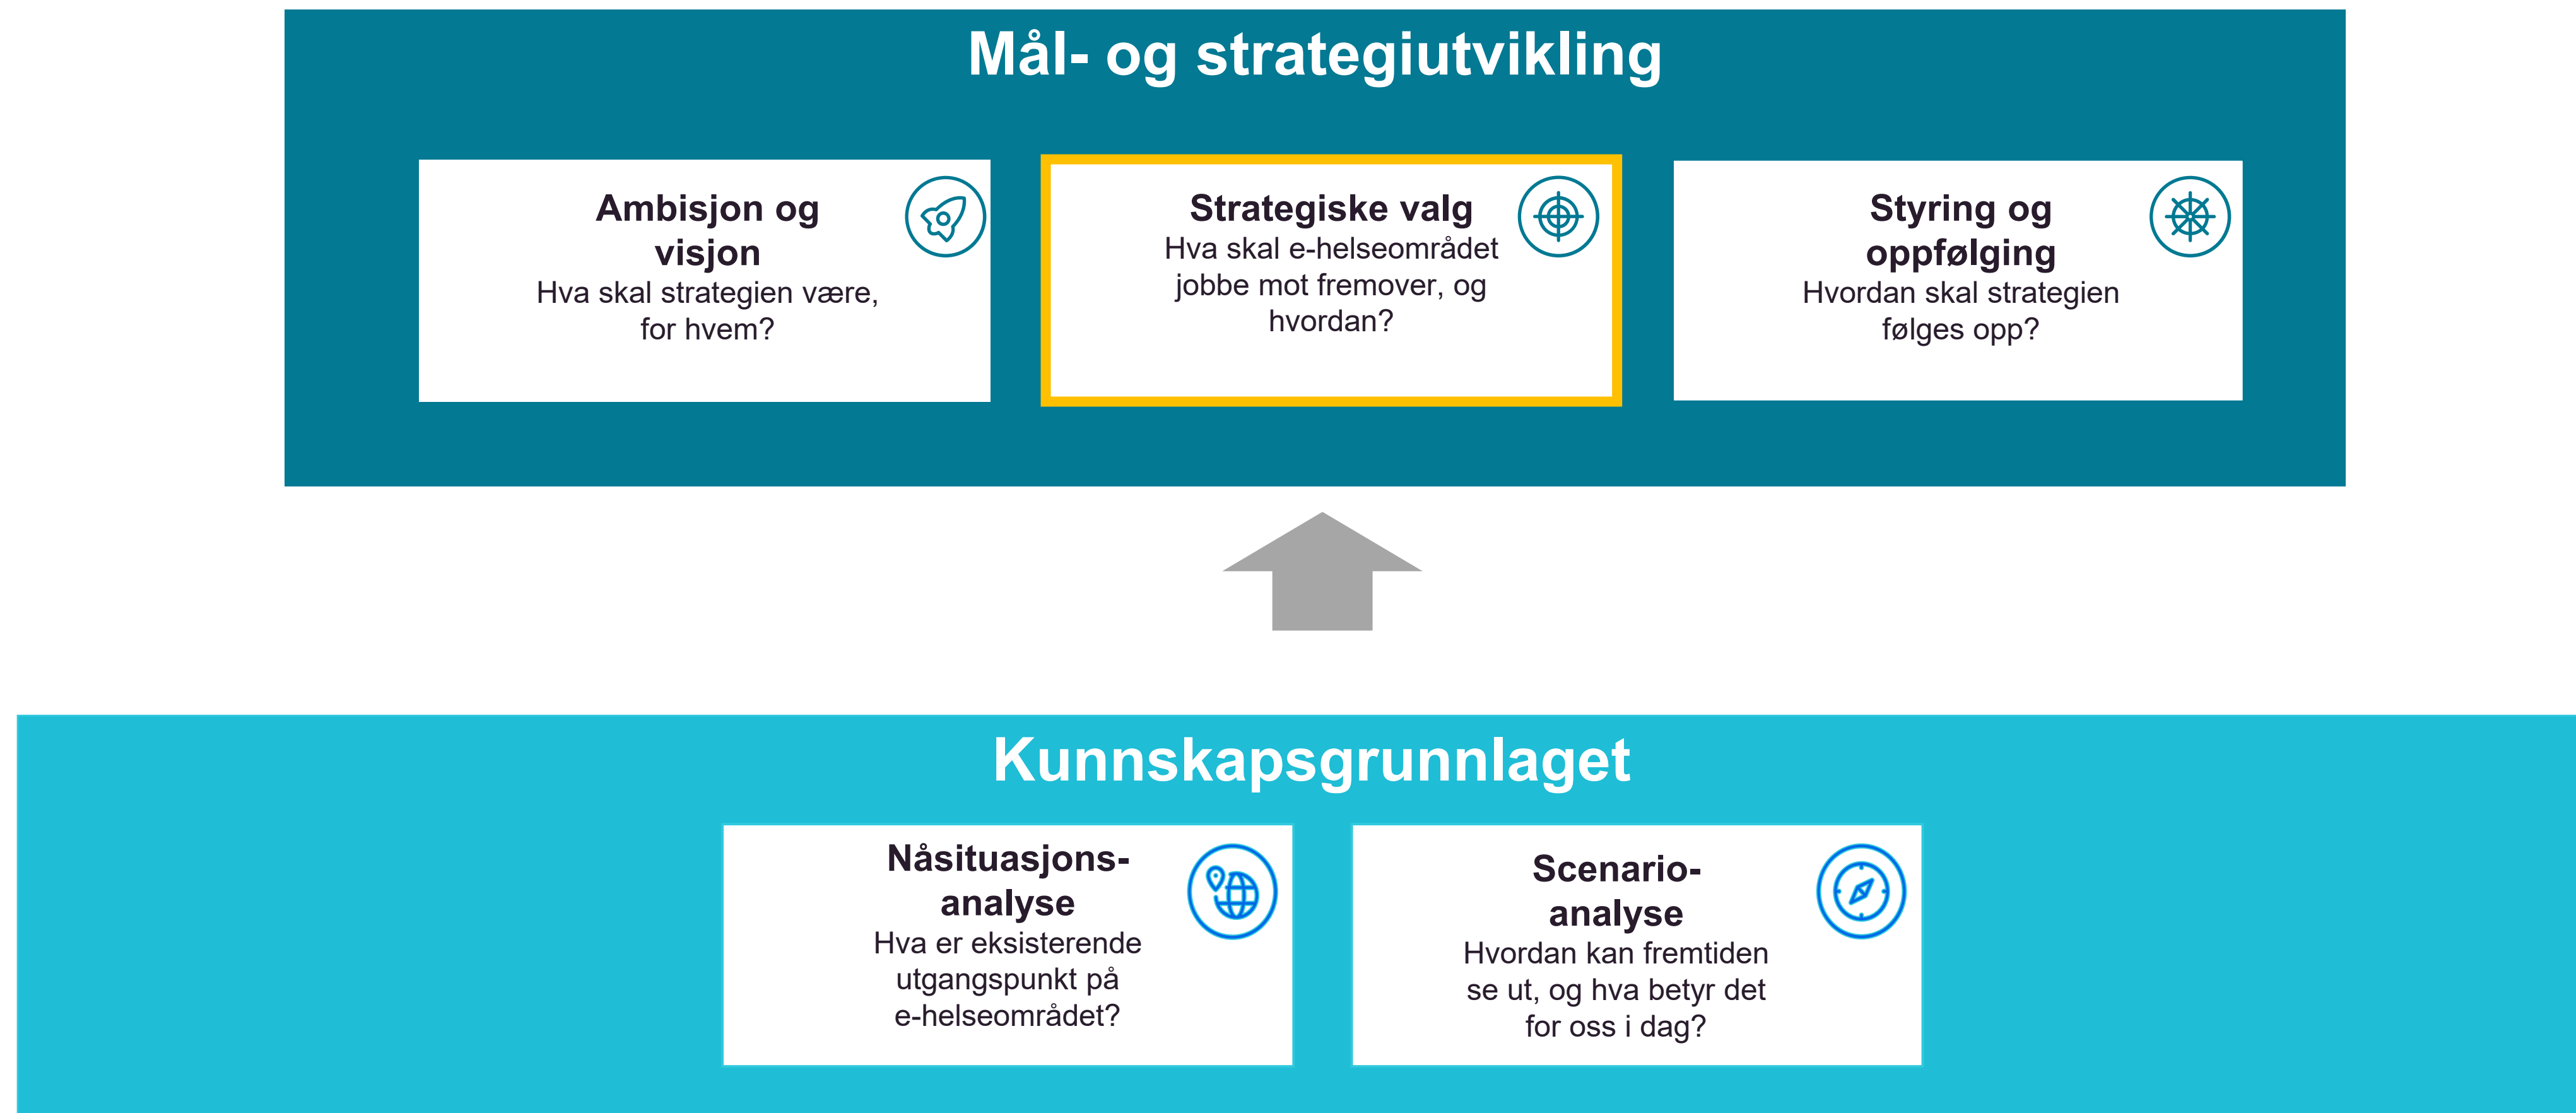 Mål- og strategiutvikling
Ambisjon og
visjon
Hva skal strategien være,
for hvem?
Strategiske valg
Hva skal e-helseområdet
jobbe mot fremover, og
hvordan?
Styring og
oppfølging
Hvordan skal strategien
følges opp?
Kunnskapsgrunnlaget
Nåsituasjons-
analyse
Hva er eksisterende
utgangspunkt på
e-helseområdet?
Scenario-
analyse
Hvordan kan fremtiden
se ut, og hva betyr det
for oss i dag?